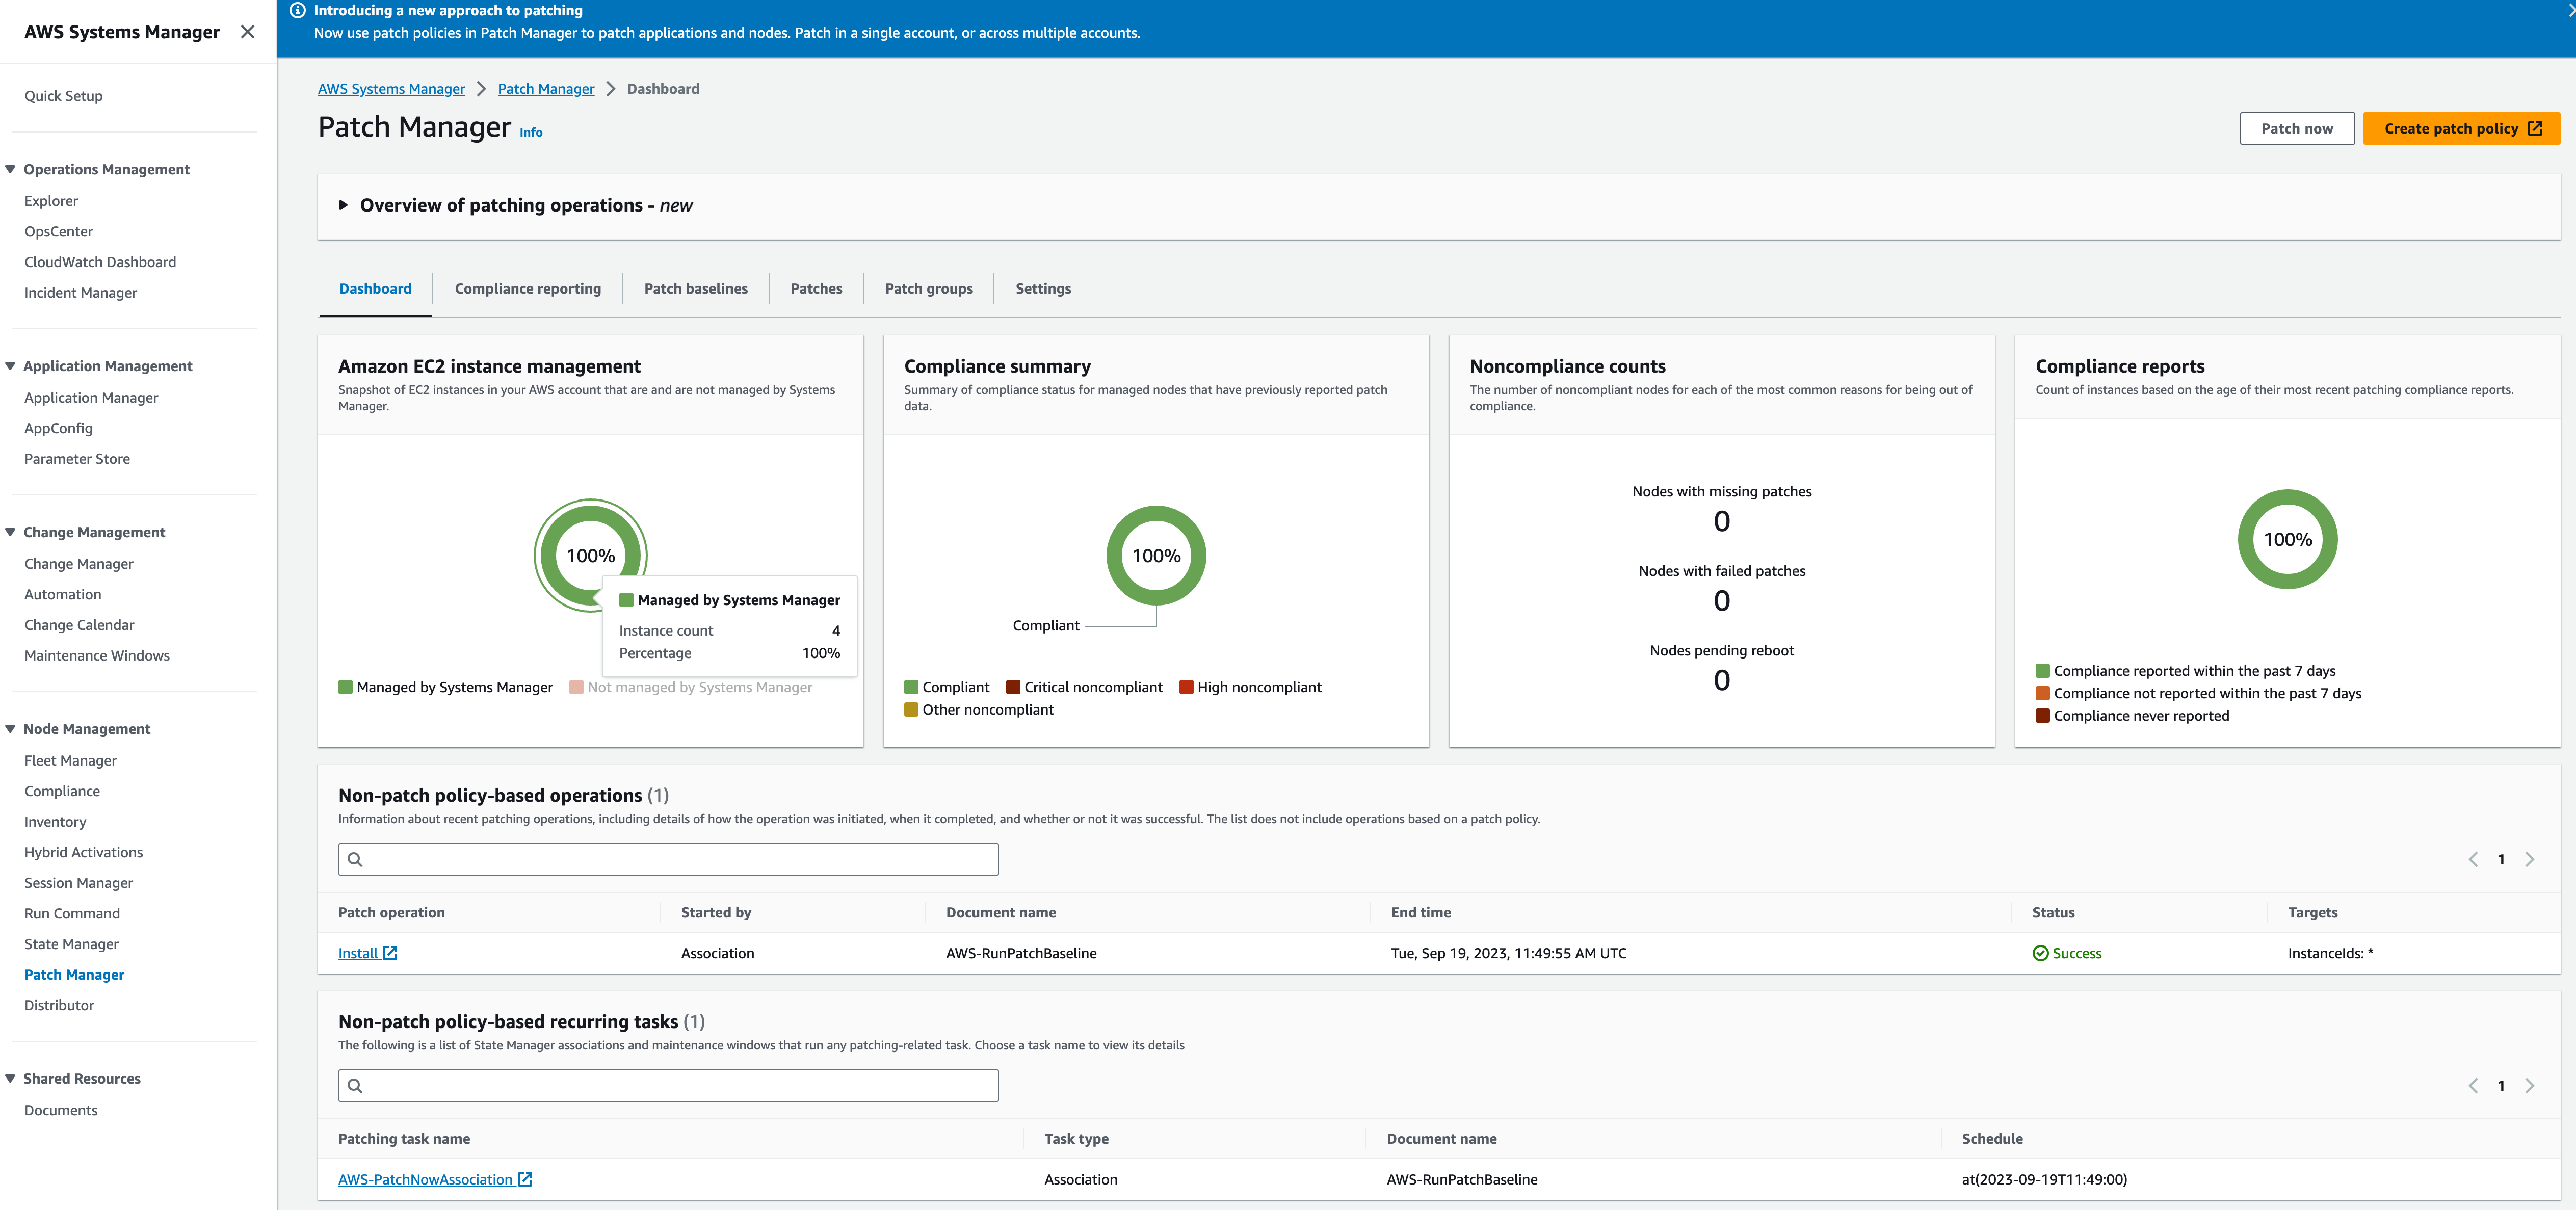 AWS Systems Manager
Quick Setup
Operations Management
Explorer
OpsCenter
CloudWatch Dashboard
Incident Manager
Application Management
Application Manager
AppConfig
Parameter Store
Change Management
Change Manager
Automation
Change Calendar
Maintenance Windows
Node Management
Fleet Manager
Compliance
Inventory
Hybrid Activations
Session Manager
Run Command
State Manager
Patch Manager
Distributor
Shared Resources
Documents
Introducing a new approach to patching
Now use patch policies in Patch Manager to patch applications and nodes. Patch in a single account, or across multiple accounts.
AWS Systems Manager Patch Manager Dashboard
Patch Manager Info
Patch now
Create patch policy
Overview of patching operations - new
Dashboard Compliance reporting Patch baselines Patches Patch groups Settings
Amazon EC2 instance management
Snapshot of EC2 instances in your AWS account that are and are not managed by Systems
Manager.
100%
Managed by Systems Manager
Instance count 4
Percentage 100%
Managed by Systems Manager Not managed by Systems Manager
Compliance summary
Summary of compliance status for managed nodes that have previously reported patch
data.
100%
Compliant
Compliant Critical noncompliant High noncompliant
Other noncompliant
Noncompliance counts
The number of noncompliant nodes for each of the most common reasons for being out of
compliance.
Nodes with missing patches
0
Nodes with failed patches
0
Nodes pending reboot
0
Compliance reports
Count of instances based on the age of their most recent patching compliance reports.
100%
Compliance reported within the past 7 days
Compliance not reported within the past 7 days
Compliance never reported
Non-patch policy-based operations (1)
Information about recent patching operations, including details of how the operation was initiated, when it completed, and whether or not it was successful. The list does not include operations based on a patch policy.
1
Patch operation Started by Document name End time Status Targets
Install Association AWS-RunPatchBaseline Tue, Sep 19, 2023, 11:49:55 AM UTC Success InstanceIds: *
Non-patch policy-based recurring tasks (1)
The following is a list of State Manager associations and maintenance windows that run any patching-related task. Choose a task name to view its details
1
Patching task name Task type Document name Schedule
AWS-PatchNowAssociation Association AWS-RunPatchBaseline at(2023-09-19T11:49:00)